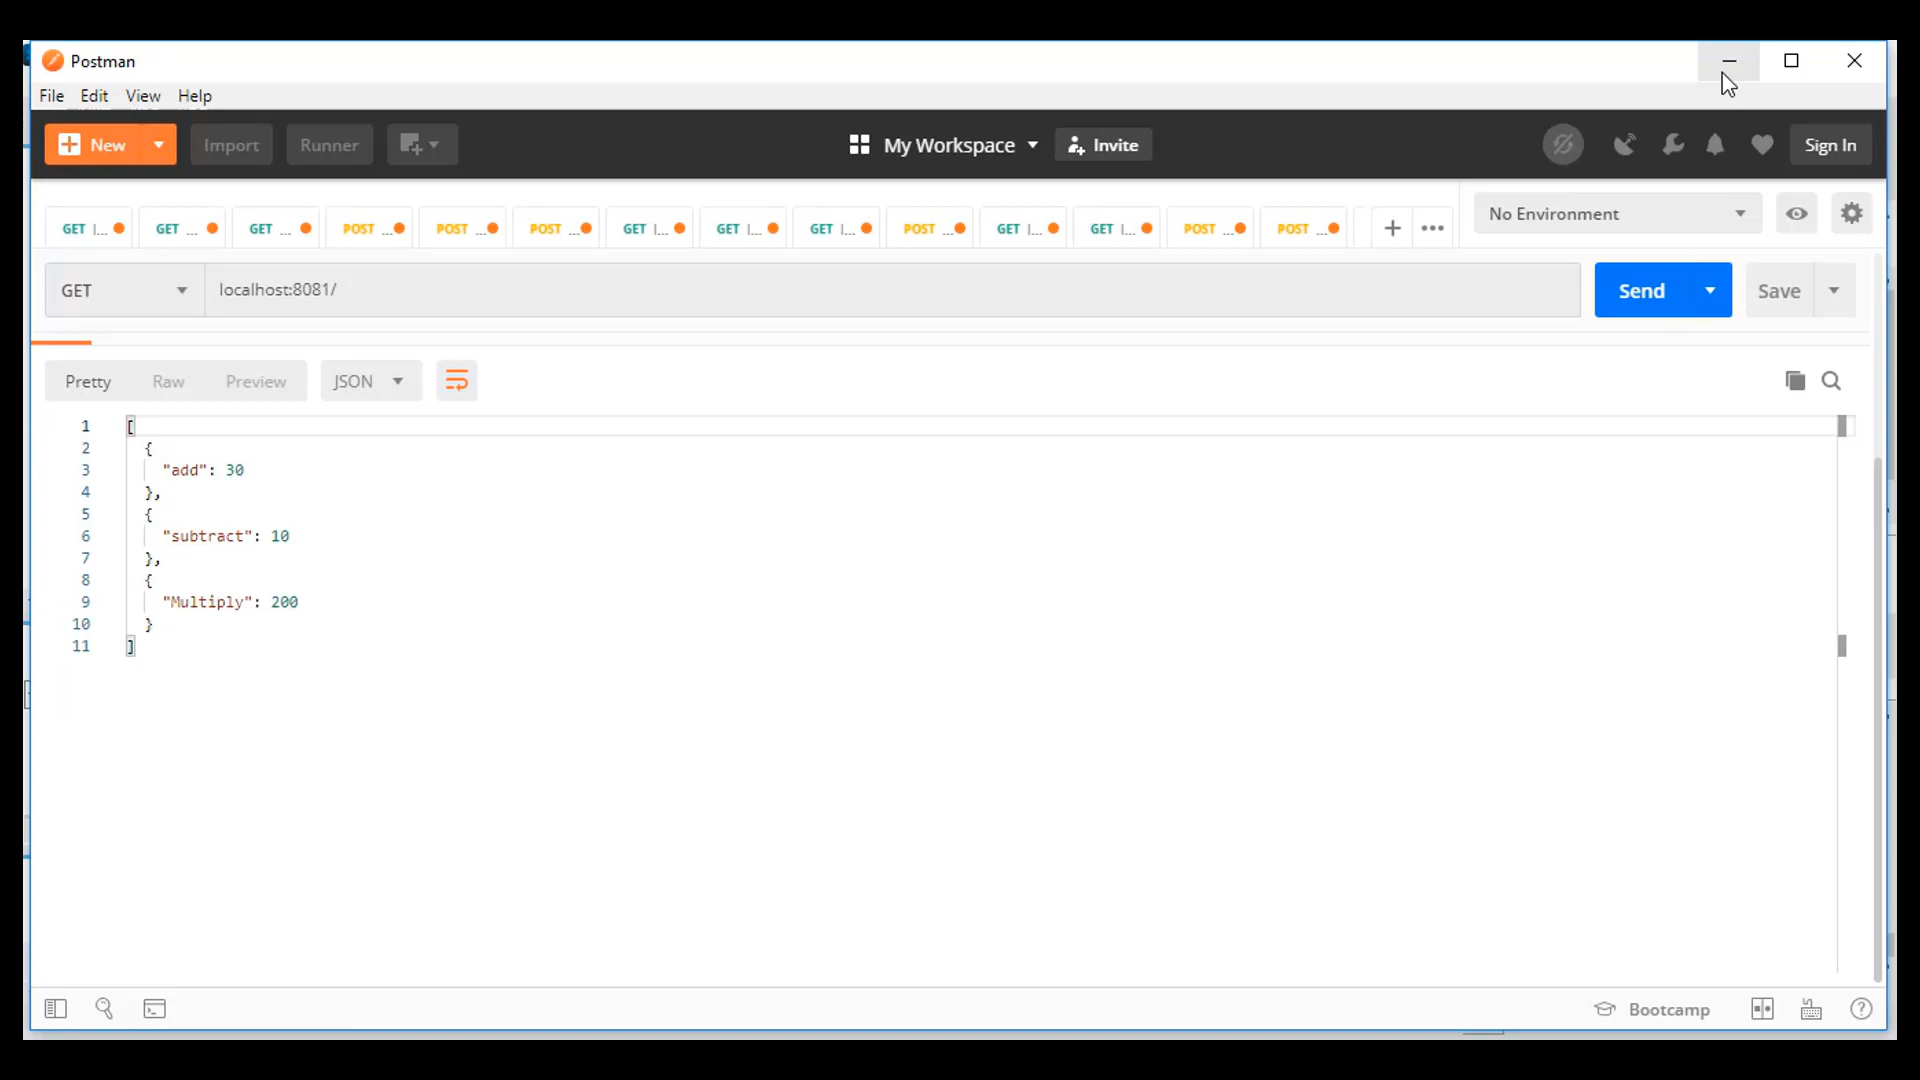 Postman
File Edit View Help
New Import Runner My Workspace Invite Sign In
GET I... GET ... GET ... POST ... POST ... POST ... GET I... GET I... GET I... POST ... GET I... GET I... POST ... POST ... No Environment
GET localhost:8081/ Send Save
Pretty Raw Preview JSON
1 [
2 {
3 "add": 30
4 },
5 {
6 "subtract": 10
7 },
8 {
9 "Multiply": 200
10 }
11 ]
Bootcamp